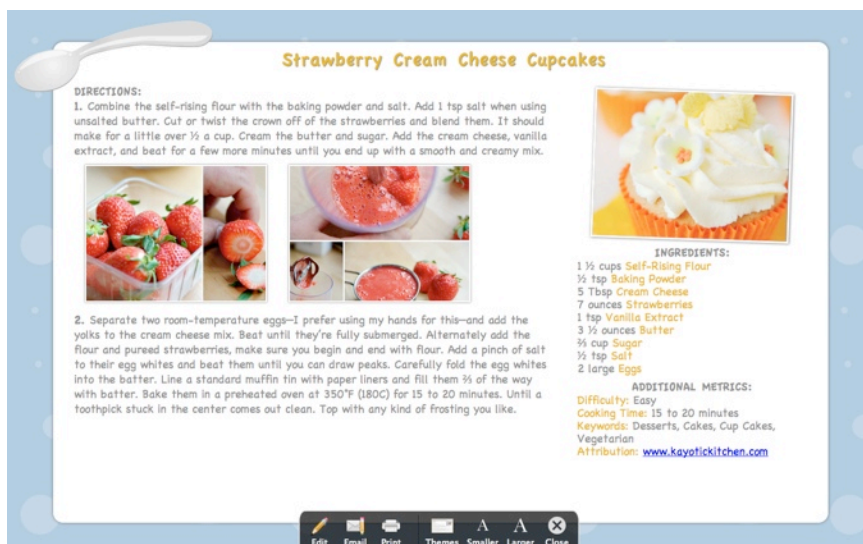 Strawberry Cream Cheese Cupcakes
DIRECTIONS:
1. Combine the self-rising flour with the baking powder and salt. Add 1 tsp salt when using
unsalted butter. Cut or twist the crown off of the strawberries and blend them. It should
make for a little over ½ a cup. Cream the butter and sugar. Add the cream cheese, vanilla
extract, and beat for a few more minutes until you end up with a smooth and creamy mix.
2. Separate two room-temperature eggs—I prefer using my hands for this—and add the
yolks to the cream cheese mix. Beat until they're fully submerged. Alternately add the
flour and pureed strawberries, make sure you begin and end with flour. Add a pinch of salt
to their egg whites and beat them until you can draw peaks. Carefully fold the egg whites
into the batter. Line a standard muffin tin with paper liners and fill them ⅔ of the way
with batter. Bake them in a preheated oven at 350°F (180C) for 15 to 20 minutes. Until a
toothpick stuck in the center comes out clean. Top with any kind of frosting you like.
INGREDIENTS:
1 ½ cups Self-Rising Flour
½ tsp Baking Powder
5 Tbsp Cream Cheese
7 ounces Strawberries
1 tsp Vanilla Extract
3 ½ ounces Butter
⅔ cup Sugar
½ tsp Salt
2 large Eggs
ADDITIONAL METRICS:
Difficulty: Easy
Cooking Time: 15 to 20 minutes
Keywords: Desserts, Cakes, Cup Cakes,
Vegetarian
Attribution: www.kayotickitchen.com
A A
Edit Email Print Themes Smaller Larger Close